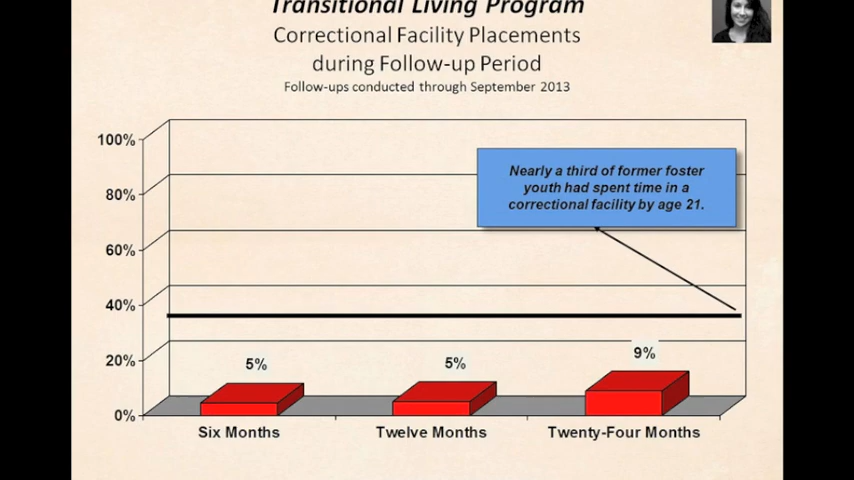 Transitional Living Program
Correctional Facility Placements
during Follow-up Period
Follow-ups conducted through September 2013
100%
80%
60%
40%
20%
0%
Nearly a third of former foster
youth had spent time in a
correctional facility by age 21.
5%
5%
9%
Six Months
Twelve Months
Twenty-Four Months